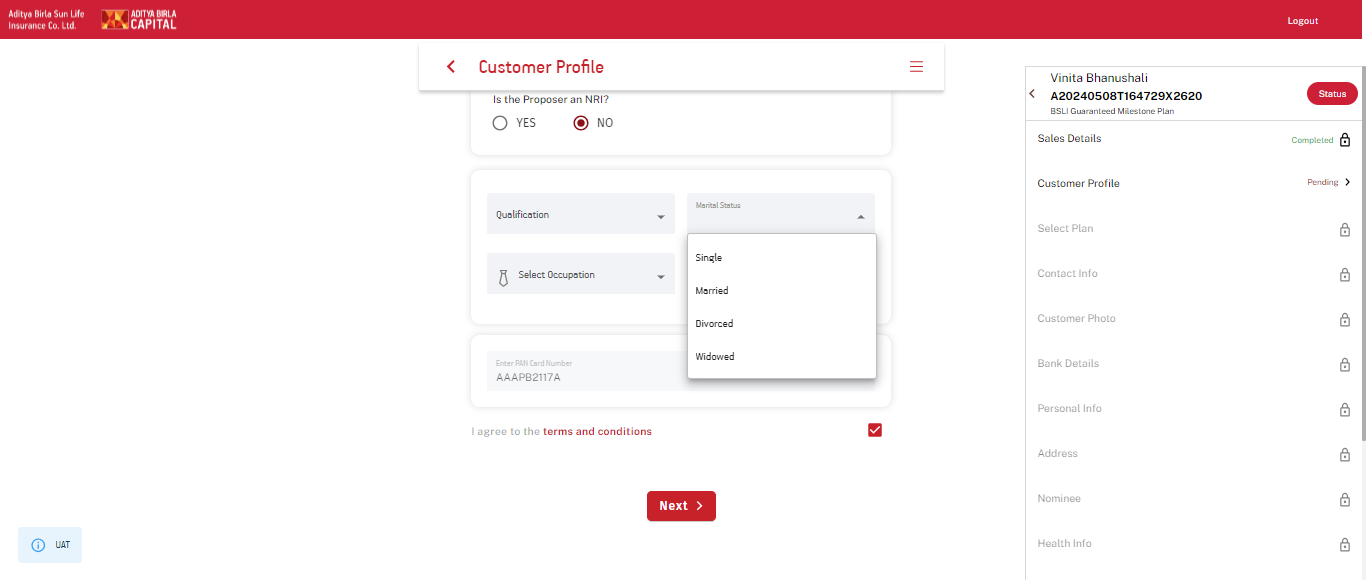 Aditya Birla Sun Life
Insurance Co. Ltd.
ADITYA BIRLA
CAPITAL
Logout
Customer Profile
Is the Proposer an NRI?
YES
NO
Qualification
Marital Status
Select Occupation
Single
Married
Divorced
Widowed
Enter PAN Card Number
AAAPB2117A
I agree to the terms and conditions
Next
UAT
Vinita Bhanushali
A20240508T164729X2620
BSLI Guaranteed Milestone Plan
Status
Sales Details
Completed
Customer Profile
Pending
Select Plan
Contact Info
Customer Photo
Bank Details
Personal Info
Address
Nominee
Health Info